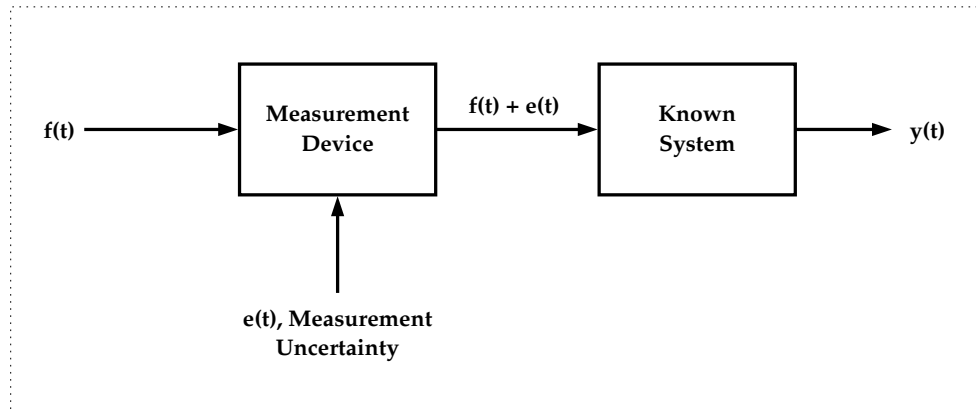 f(t)
Measurement
Device
f(t) + e(t)
Known
System
y(t)
e(t), Measurement
Uncertainty